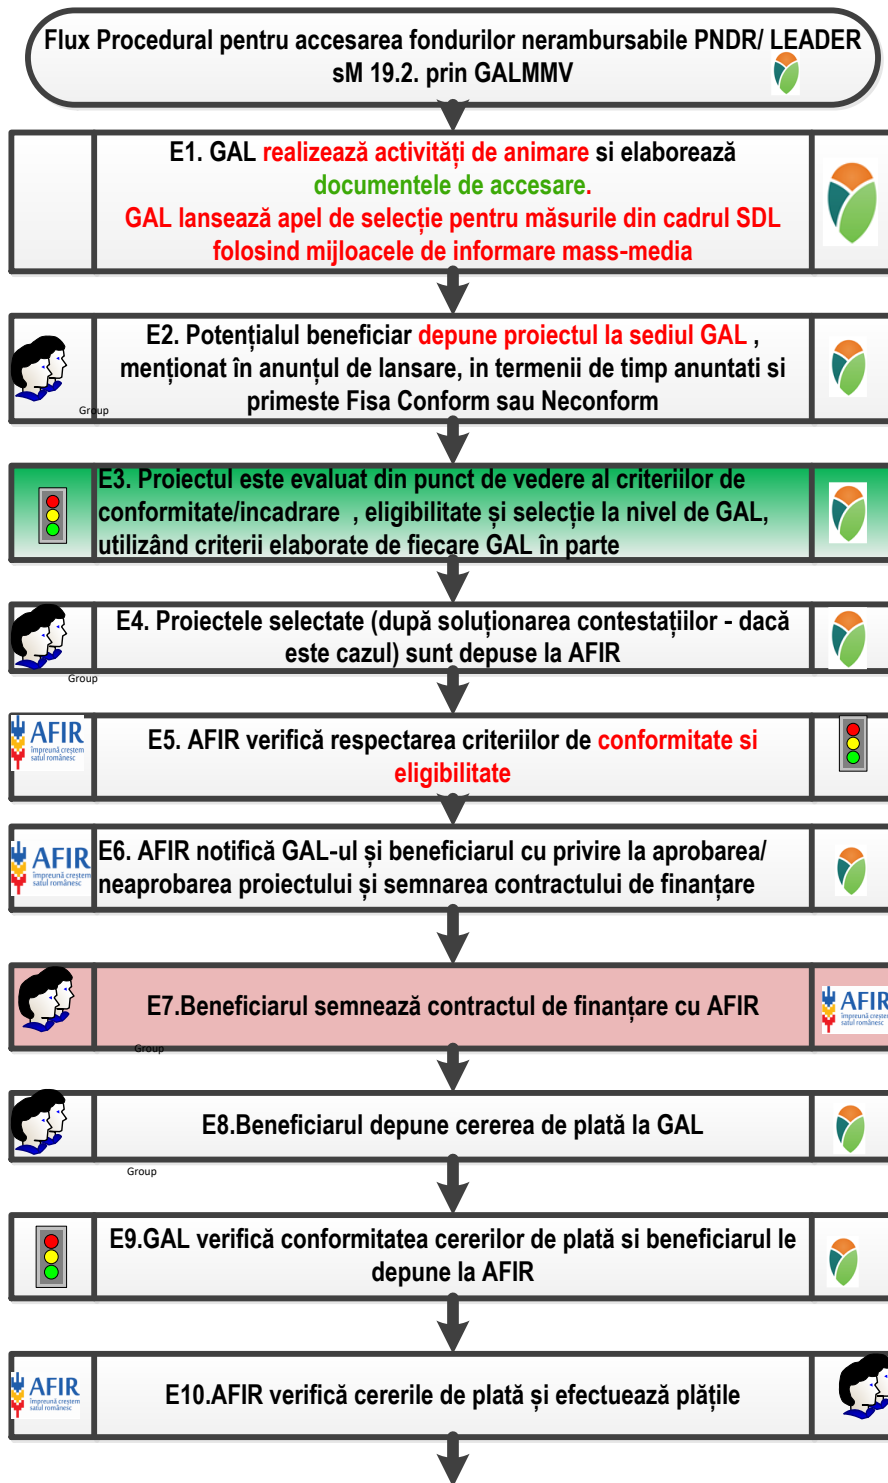 Flux Procedural pentru accesarea fondurilor nerambursabile PNDR/ LEADER
sM 19.2. prin GALMMV
E1. GAL realizează activități de animare si elaborează
documentele de accesare.
GAL lansează apel de selecție pentru măsurile din cadrul SDL
folosind mijloacele de informare mass-media
E2. Potențialul beneficiar depune proiectul la sediul GAL ,
menționat în anunțul de lansare, in termenii de timp anuntati si
primeste Fisa Conform sau Neconform
Group
E3. Proiectul este evaluat din punct de vedere al criteriilor de
conformitate/incadrare , eligibilitate și selecție la nivel de GAL,
utilizând criterii elaborate de fiecare GAL în parte
E4. Proiectele selectate (după soluționarea contestațiilor - dacă
este cazul) sunt depuse la AFIR
Group
AFIR
împreună creștem
satul românesc
E5. AFIR verifică respectarea criteriilor de conformitate si
eligibilitate
AFIR
împreună creștem
satul românesc
E6. AFIR notifică GAL-ul și beneficiarul cu privire la aprobarea/
neaprobarea proiectului și semnarea contractului de finanțare
E7.Beneficiarul semnează contractul de finanțare cu AFIR
AFIR
împreună creștem
satul românesc
Group
E8.Beneficiarul depune cererea de plată la GAL
Group
E9.GAL verifică conformitatea cererilor de plată si beneficiarul le
depune la AFIR
AFIR
împreună creștem
satul românesc
E10.AFIR verifică cererile de plată și efectuează plățile